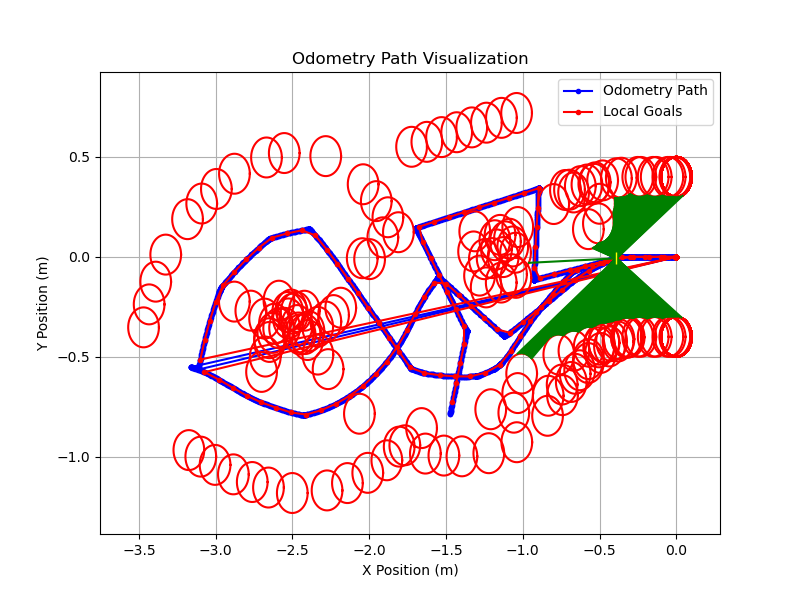 Odometry Path Visualization
Odometry Path
Local Goals
Y Position (m)
0.5
0.0
−0.5
−1.0
−3.5 −3.0 −2.5 −2.0 −1.5 −1.0 −0.5 0.0
X Position (m)